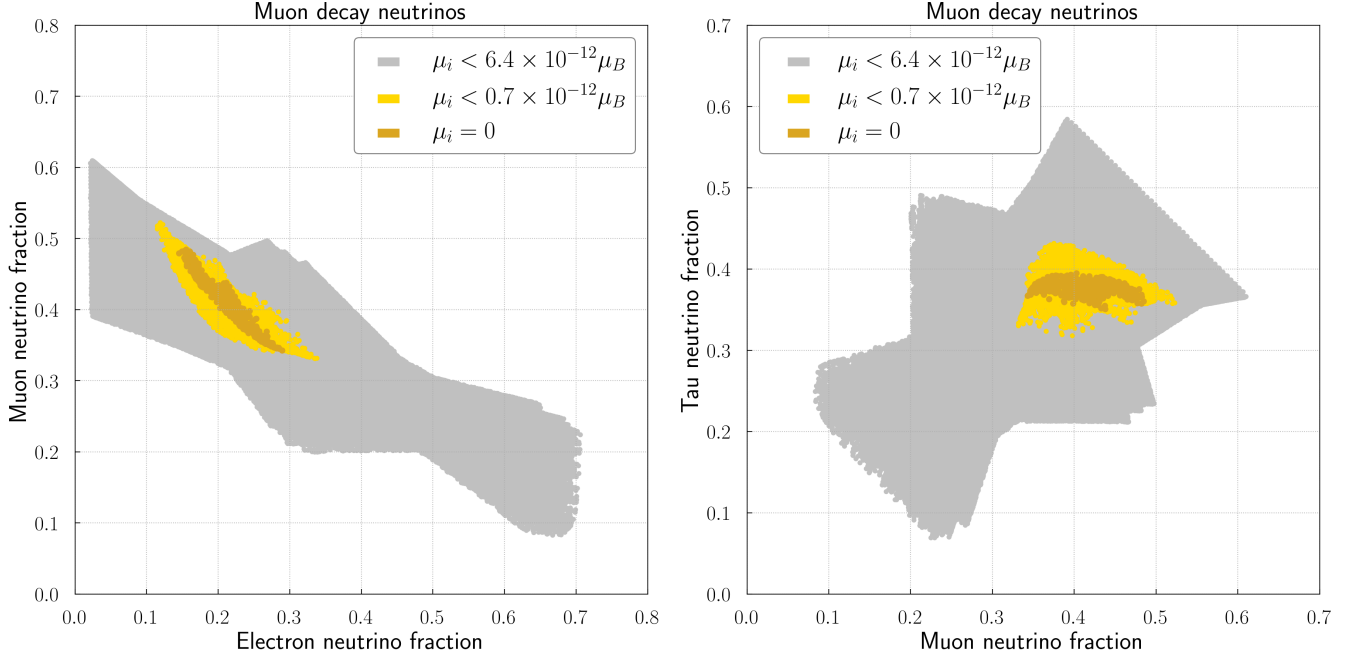 Muon decay neutrinos
μ_i < 6.4 × 10^{-12}μ_B
μ_i < 0.7 × 10^{-12}μ_B
μ_i = 0
0.8
0.7
0.6
0.5
0.4
0.3
0.2
0.1
0.0
Muon neutrino fraction
0.0 0.1 0.2 0.3 0.4 0.5 0.6 0.7 0.8
Electron neutrino fraction
Muon decay neutrinos
μ_i < 6.4 × 10^{-12}μ_B
μ_i < 0.7 × 10^{-12}μ_B
μ_i = 0
0.7
0.6
0.5
0.4
0.3
0.2
0.1
0.0
Tau neutrino fraction
0.0 0.1 0.2 0.3 0.4 0.5 0.6 0.7
Muon neutrino fraction